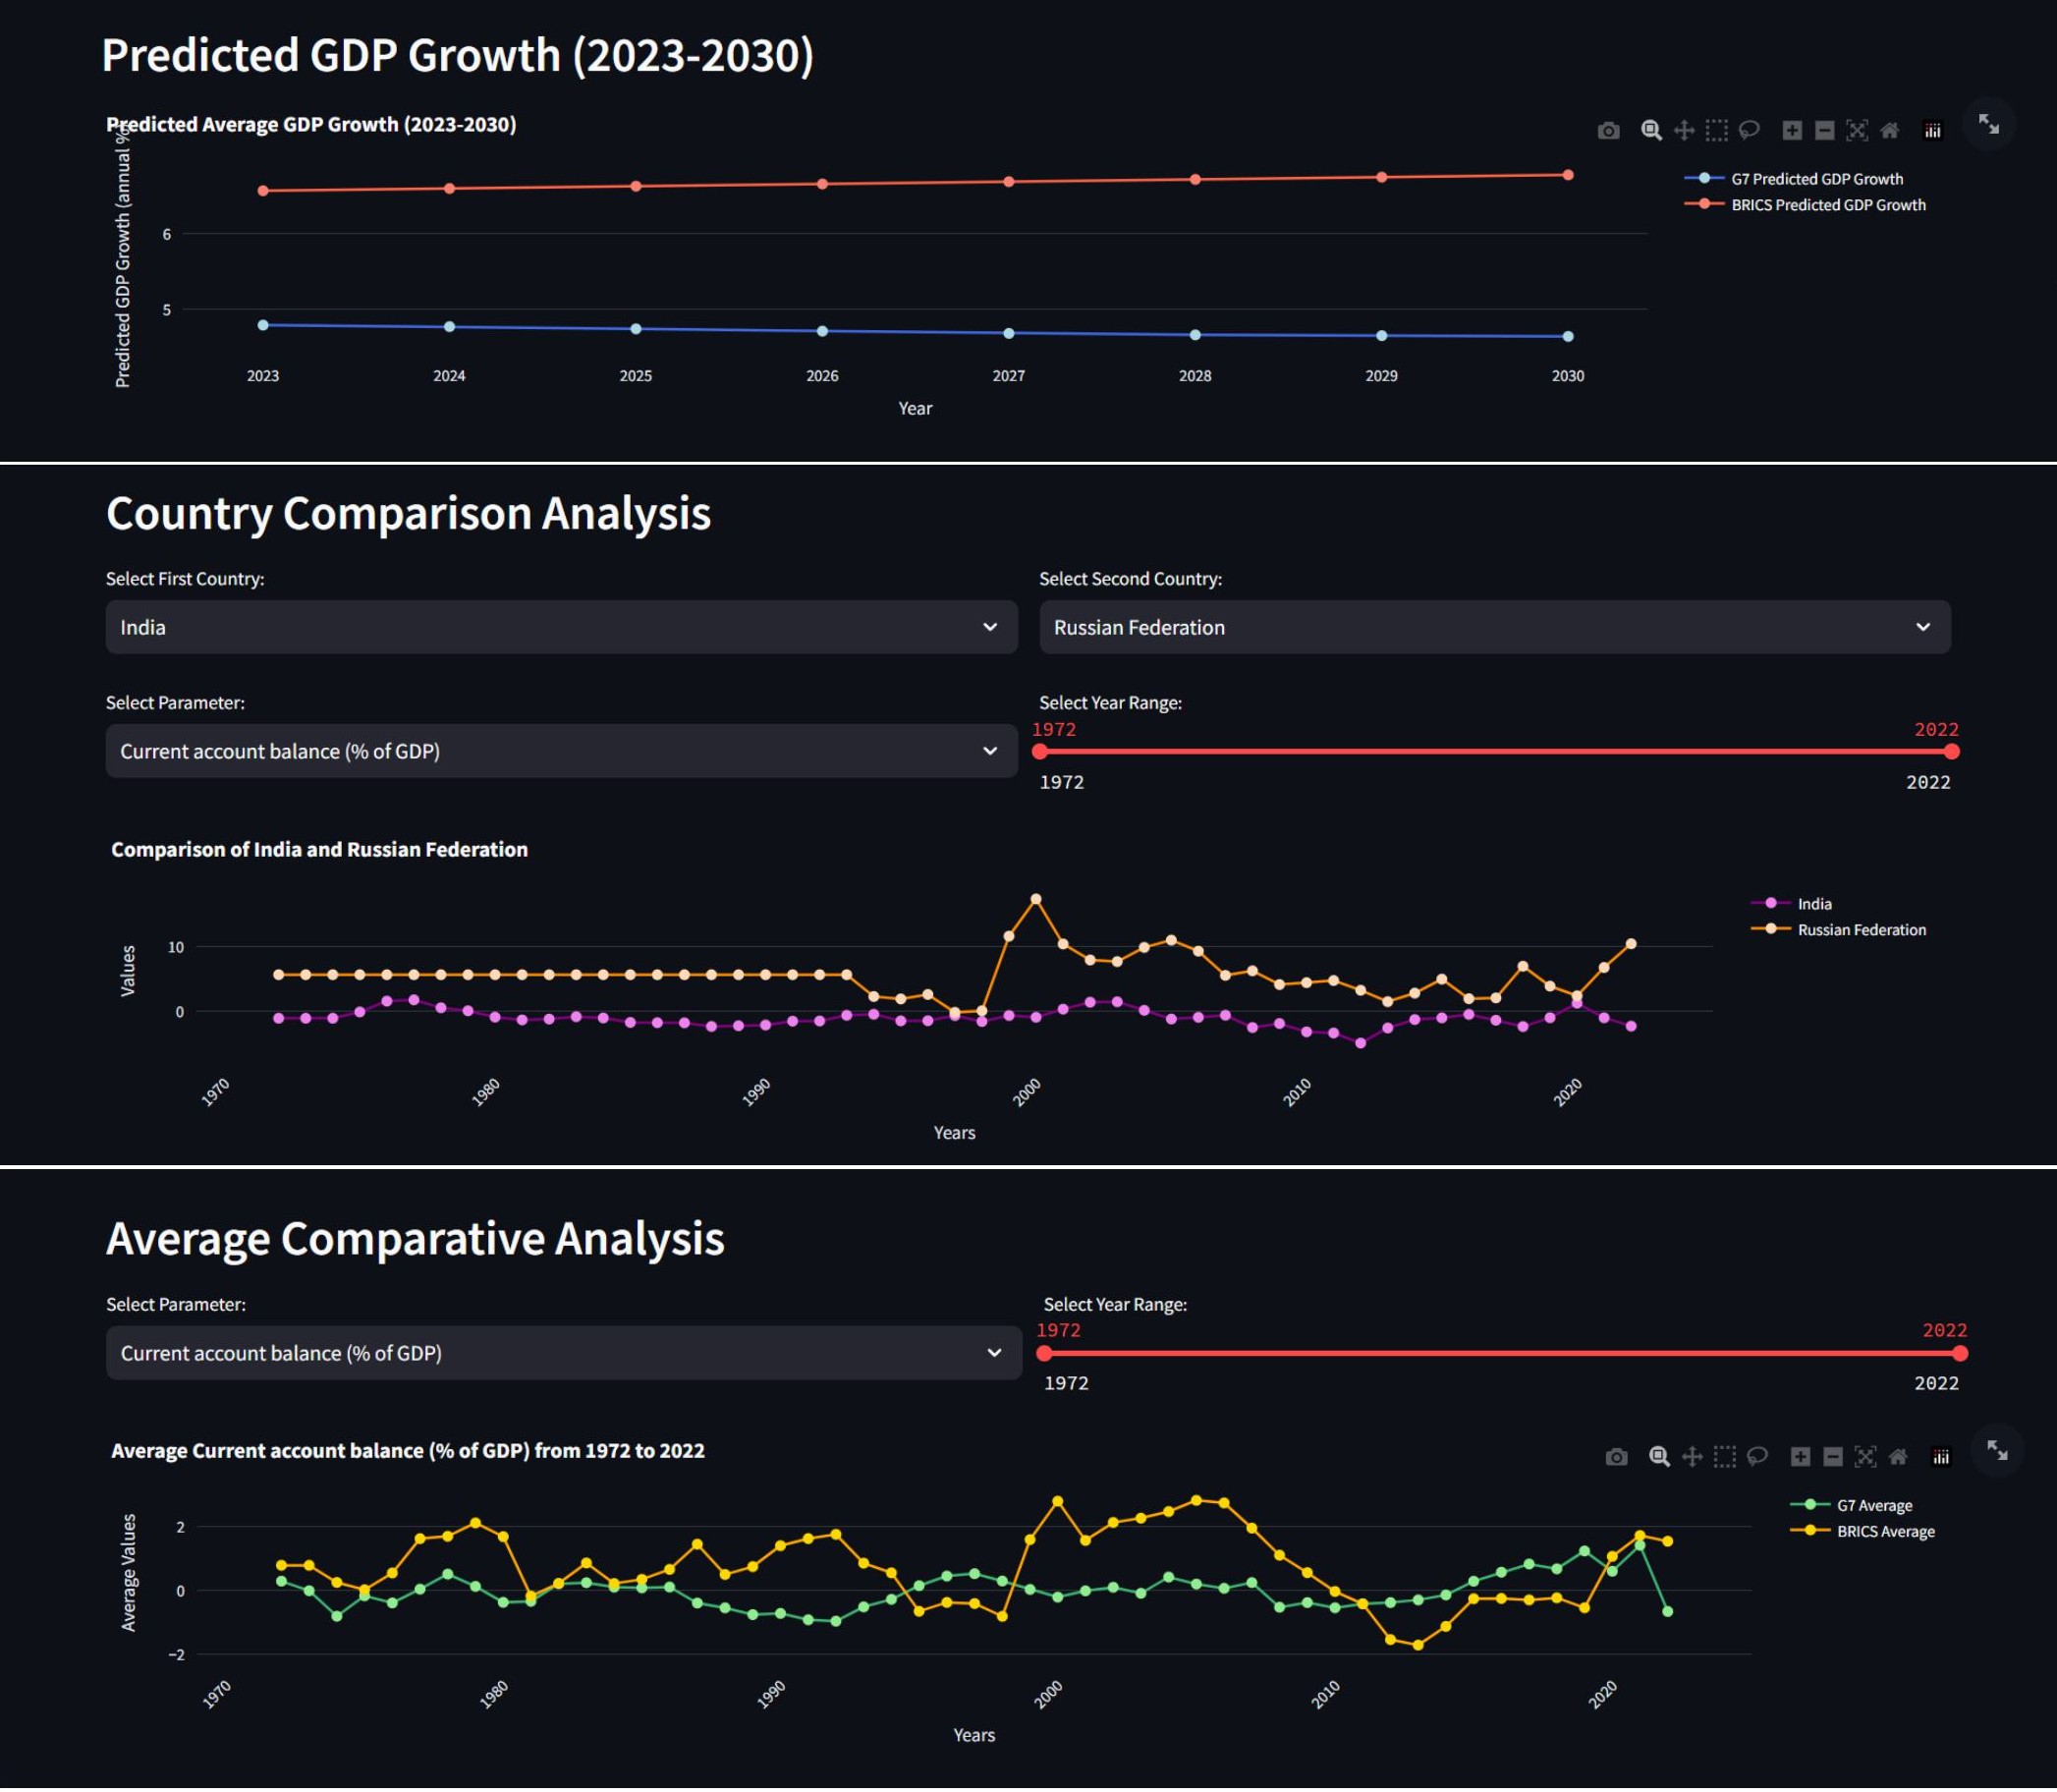 Predicted GDP Growth (2023-2030)
Predicted Average GDP Growth (2023-2030)
Predicted GDP Growth (annual %)
G7 Predicted GDP Growth
BRICS Predicted GDP Growth
6
5
2023 2024 2025 2026 2027 2028 2029 2030
Year
Country Comparison Analysis
Select First Country: Select Second Country:
India Russian Federation
Select Parameter: Select Year Range:
1972 2022
Current account balance (% of GDP)
1972 2022
Comparison of India and Russian Federation
India
Russian Federation
Values
10
0
1970 1980 1990 2000 2010 2020
Years
Average Comparative Analysis
Select Parameter: Select Year Range:
1972 2022
Current account balance (% of GDP)
1972 2022
Average Current account balance (% of GDP) from 1972 to 2022
G7 Average
BRICS Average
Average Values
2
0
−2
1970 1980 1990 2000 2010 2020
Years